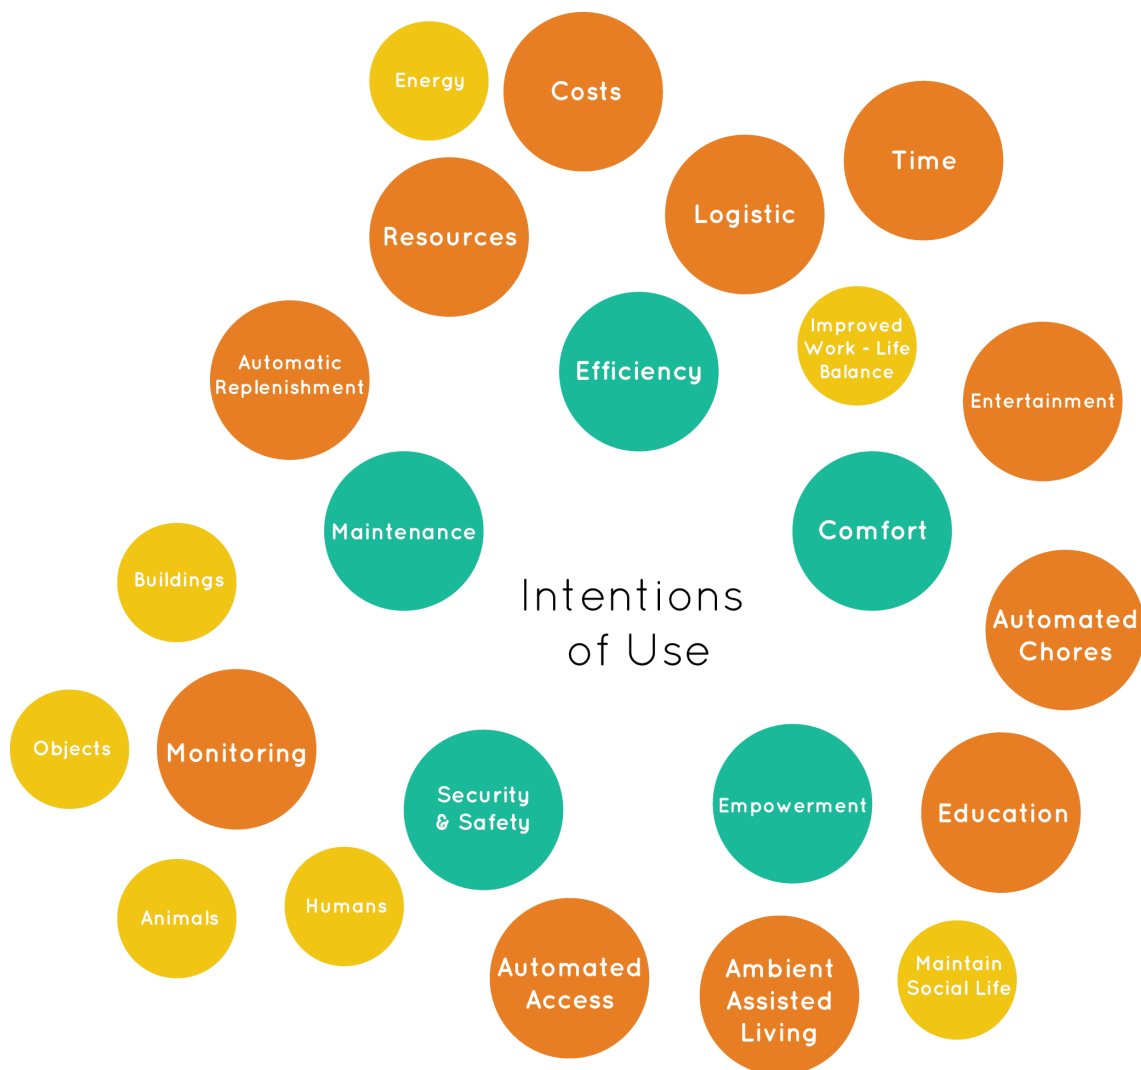 Energy
Costs
Time
Logistic
Resources
Improved
Work - Life
Balance
Automatic
Replenishment
Efficiency
Entertainment
Maintenance
Comfort
Buildings
Intentions
of Use
Automated
Chores
Objects
Monitoring
Security
& Safety
Empowerment
Education
Animals
Humans
Automated
Access
Ambient
Assisted
Living
Maintain
Social Life